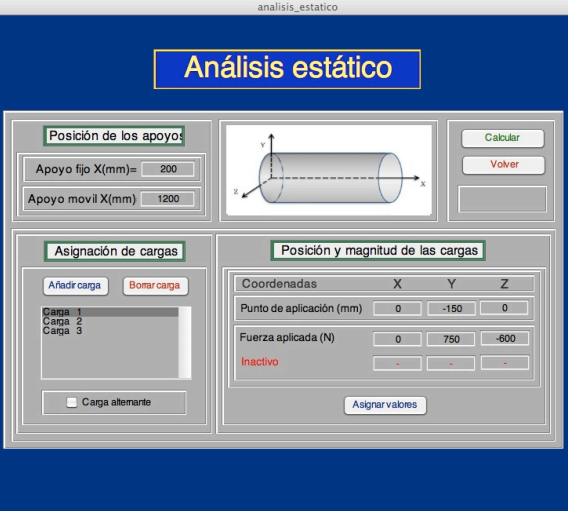 analisis_estatico
Análisis estático
Posición de los apoyos
Apoyo fijo X(mm)= 200
Apoyo movil X(mm) 1200
Y
Z
X
Calcular
Volver
Asignación de cargas
Añadir carga Borrar carga
Carga 1
Carga 2
Carga 3
Carga alternante
Posición y magnitud de las cargas
Coordenadas X Y Z
Punto de aplicación (mm) 0 -150 0
Fuerza aplicada (N) 0 750 -600
Inactivo - - -
Asignar valores